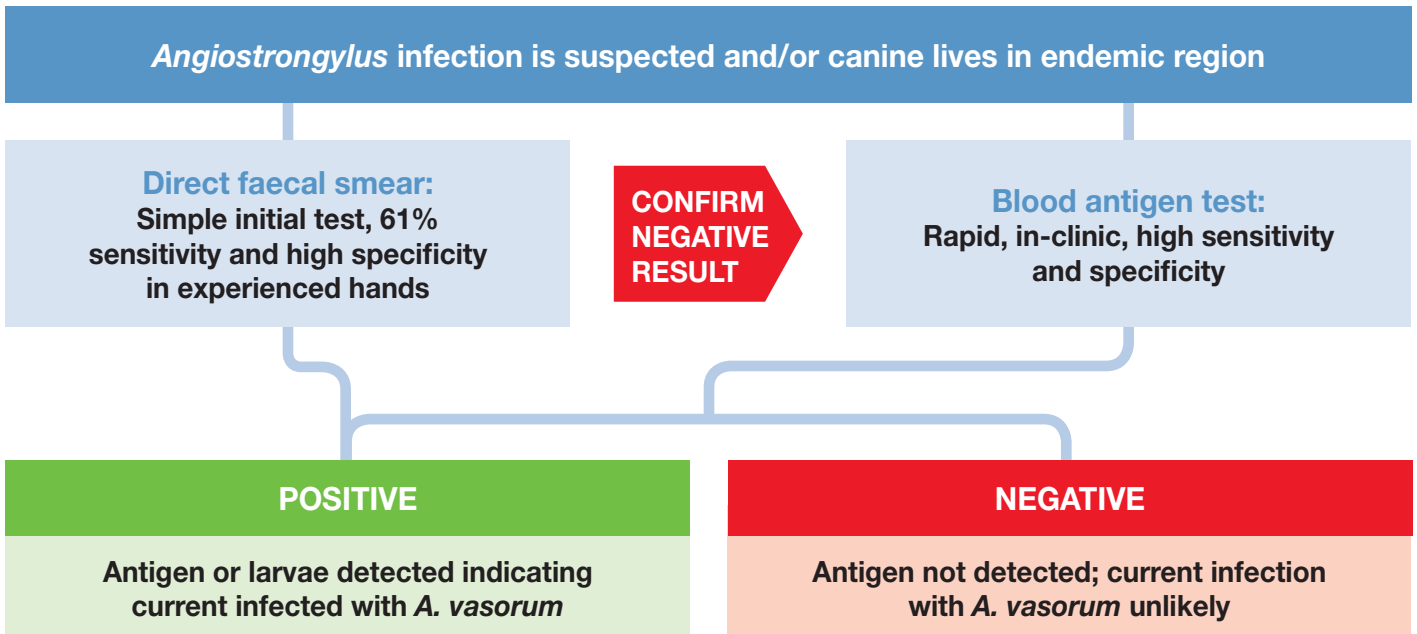 Angiostrongylus infection is suspected and/or canine lives in endemic region
Direct faecal smear:
Simple initial test, 61%
sensitivity and high specificity
in experienced hands
CONFIRM
NEGATIVE
RESULT
Blood antigen test:
Rapid, in-clinic, high sensitivity
and specificity
POSITIVE
Antigen or larvae detected indicating
current infected with A. vasorum
NEGATIVE
Antigen not detected; current infection
with A. vasorum unlikely